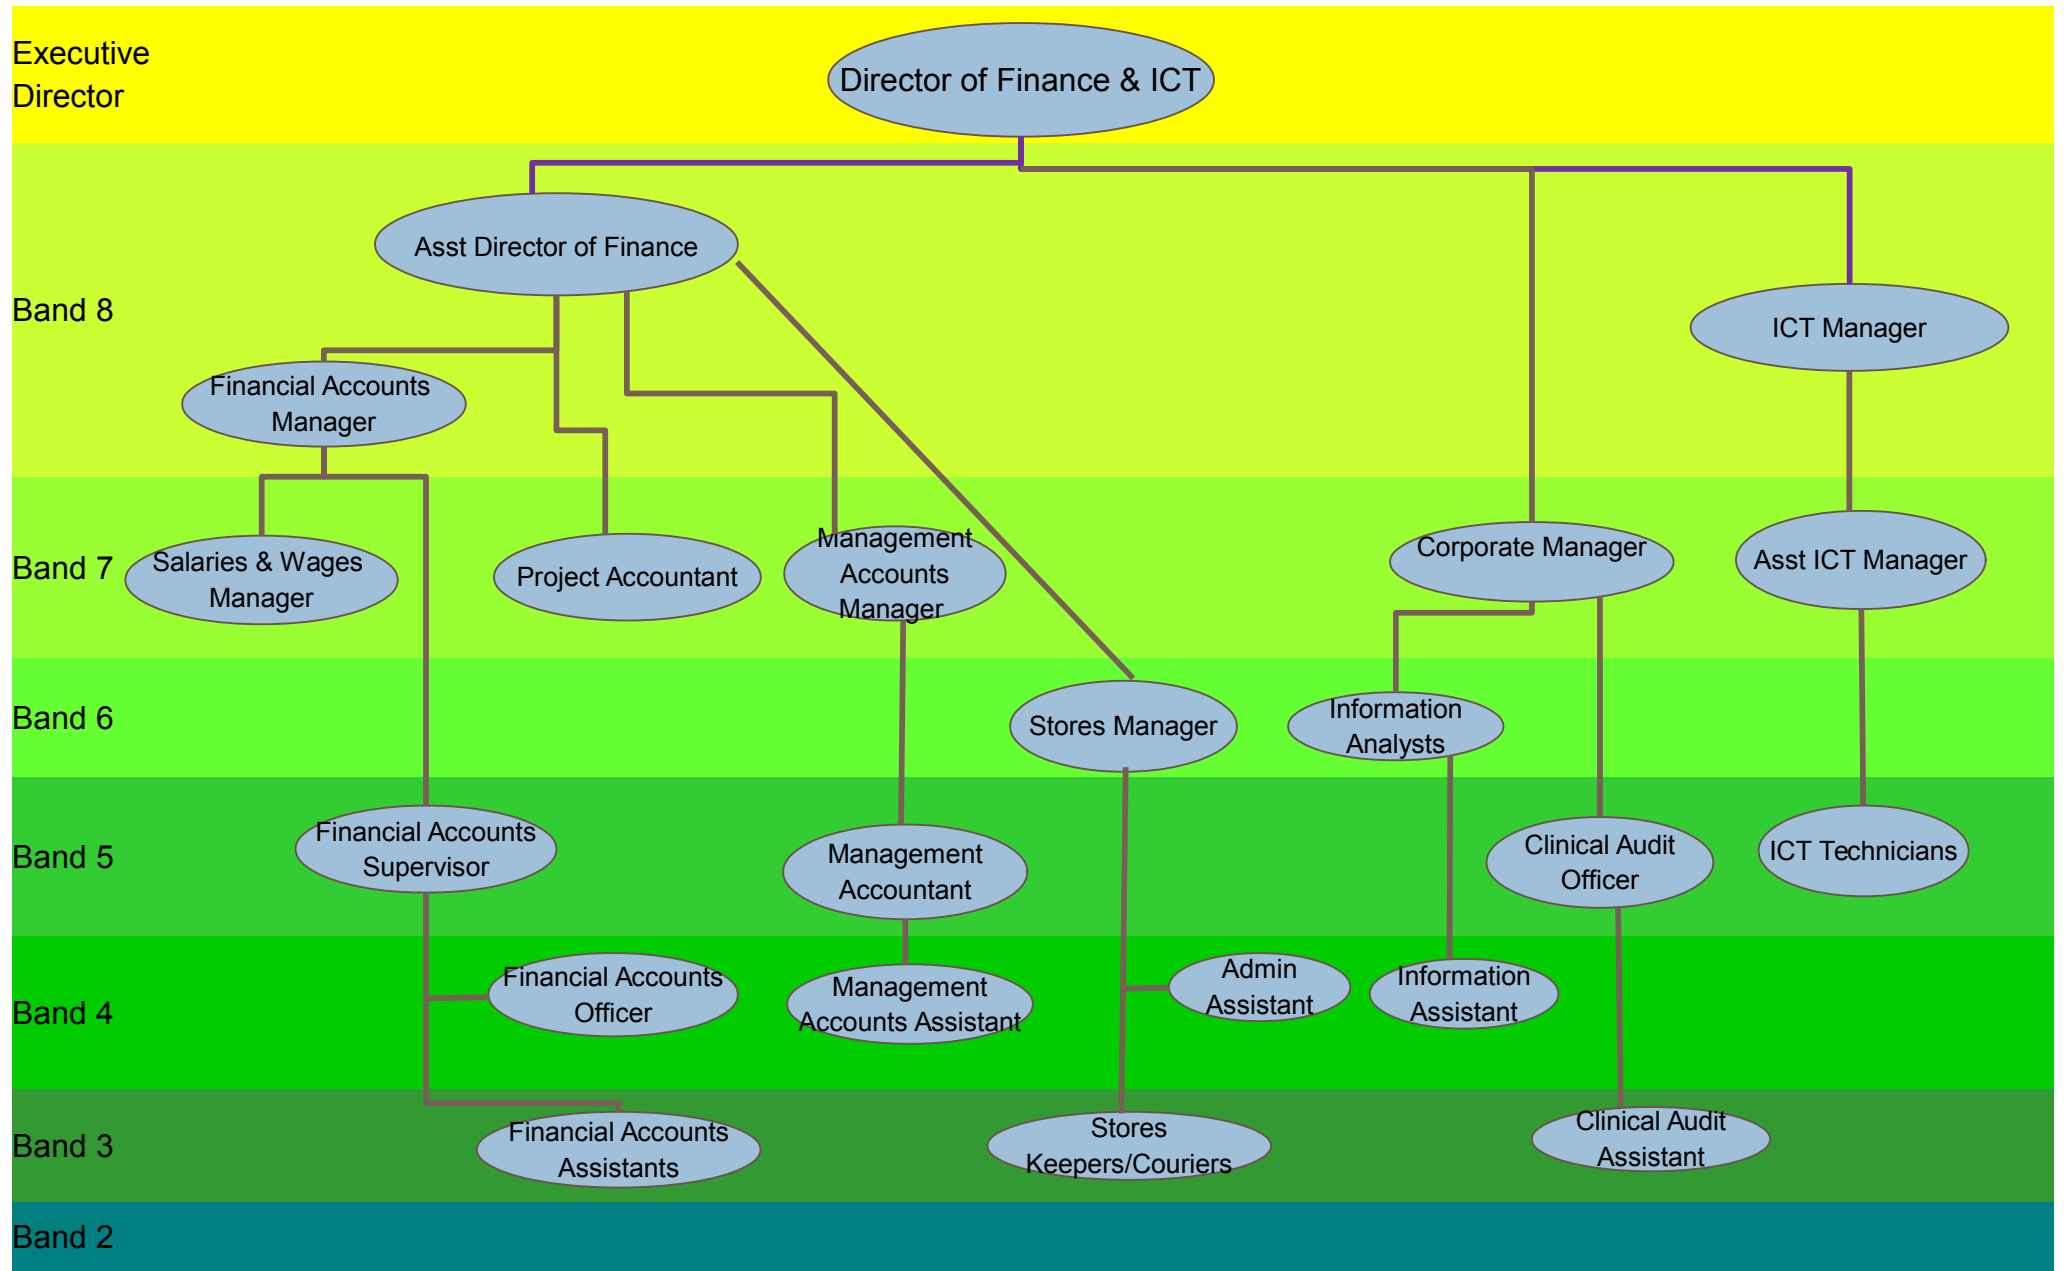 Executive
Director
Director of Finance & ICT
Band 8
Asst Director of Finance
ICT Manager
Financial Accounts
Manager
Band 7
Salaries & Wages
Manager
Project Accountant
Management
Accounts
Manager
Corporate Manager
Asst ICT Manager
Band 6
Stores Manager
Information
Analysts
Band 5
Financial Accounts
Supervisor
Management
Accountant
Clinical Audit
Officer
ICT Technicians
Band 4
Financial Accounts
Officer
Management
Accounts Assistant
Admin
Assistant
Information
Assistant
Band 3
Financial Accounts
Assistants
Stores
Keepers/Couriers
Clinical Audit
Assistant
Band 2